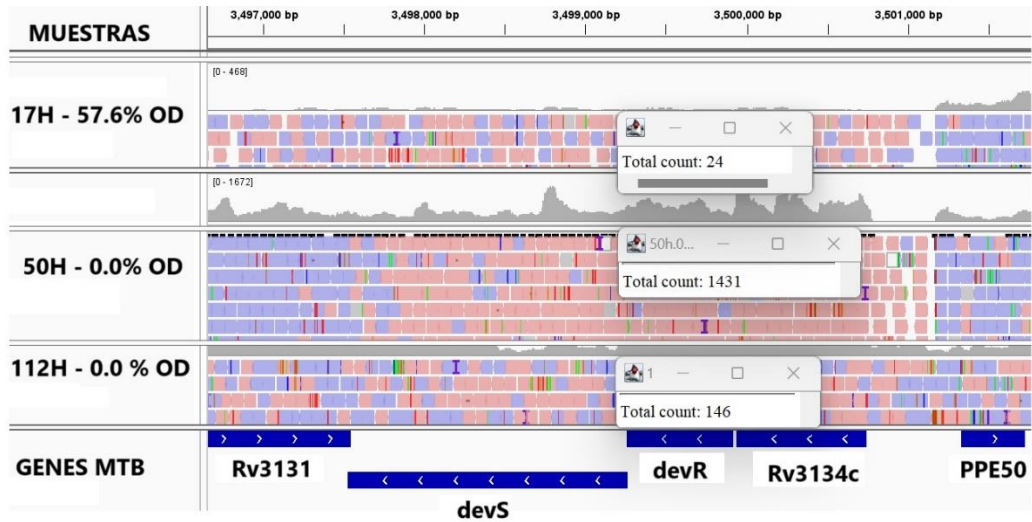 3,497,000 bp 3,498,000 bp 3,499,000 bp 3,500,000 bp 3,501,000 bp
MUESTRAS
[0 - 468]
17H - 57.6% OD
Total count: 24
[0 - 1672]
50h.0...
50H - 0.0% OD
Total count: 1431
112H - 0.0 % OD
1
Total count: 146
GENES MTB
Rv3131
devS
devR
Rv3134c
PPE50